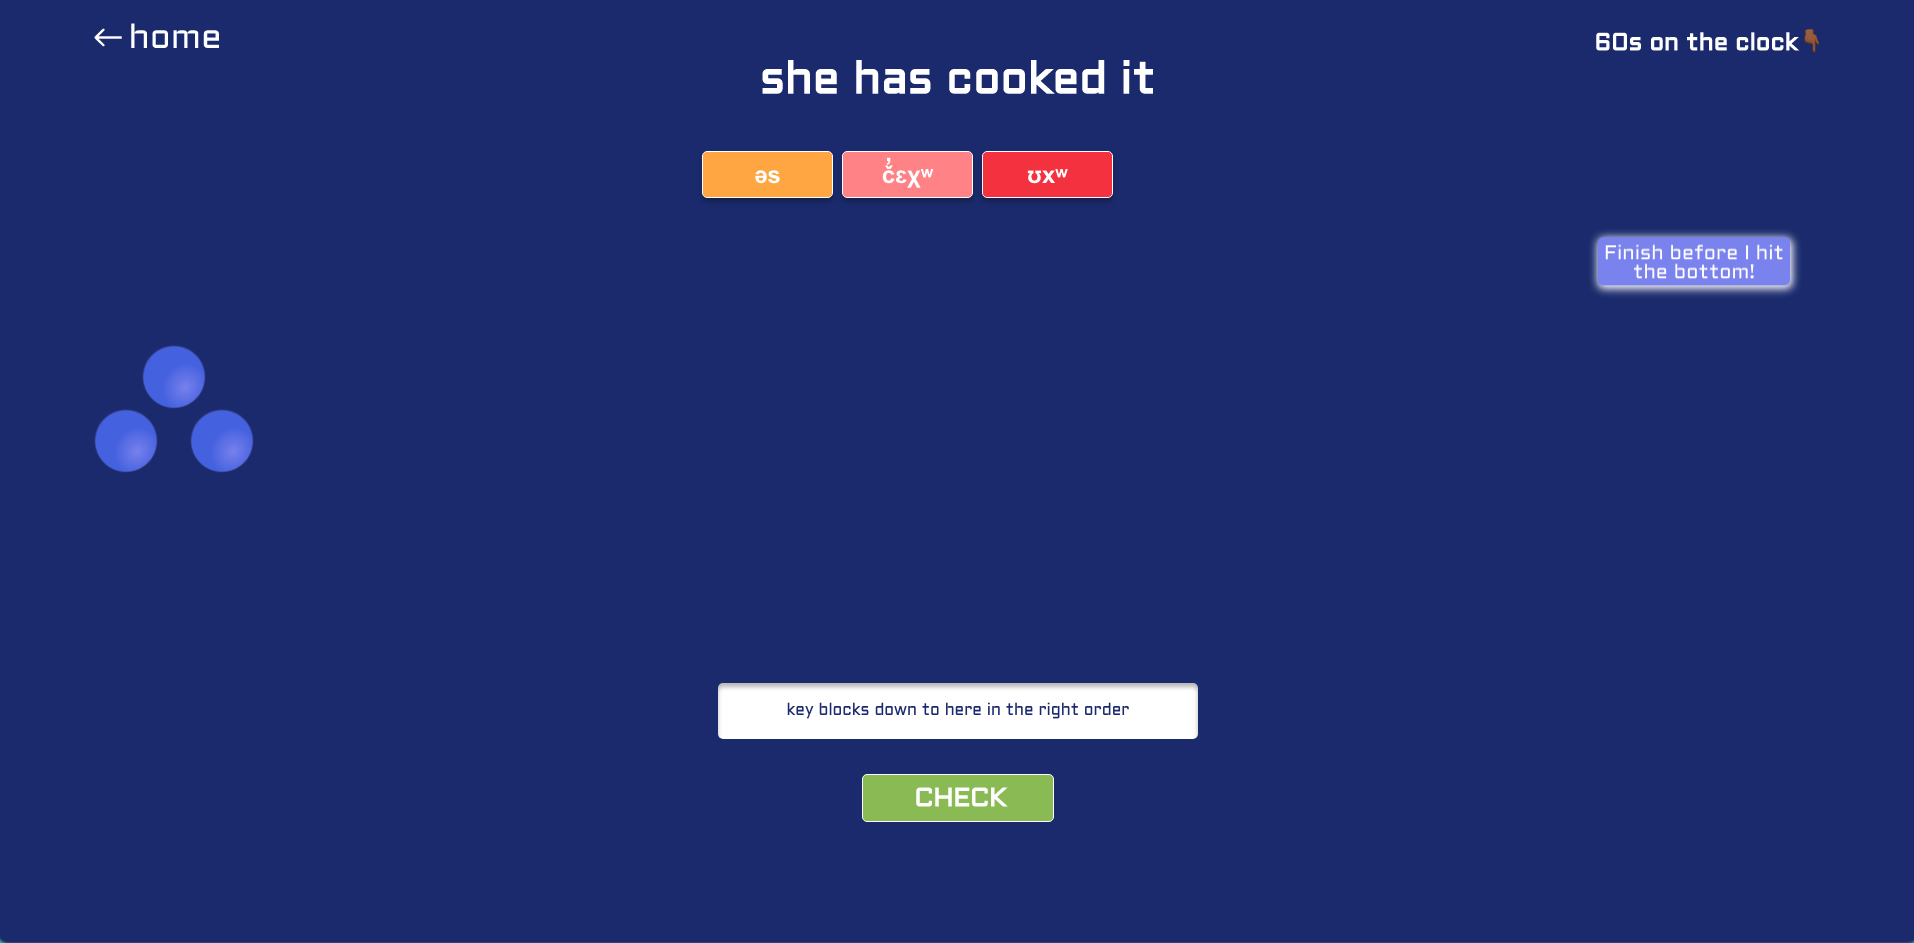 ← home
60s on the clock👇🏾
she has cooked it
əs
č̓ɛχʷ
ʊxʷ
Finish before I hit
the bottom!
key blocks down to here in the right order
CHECK